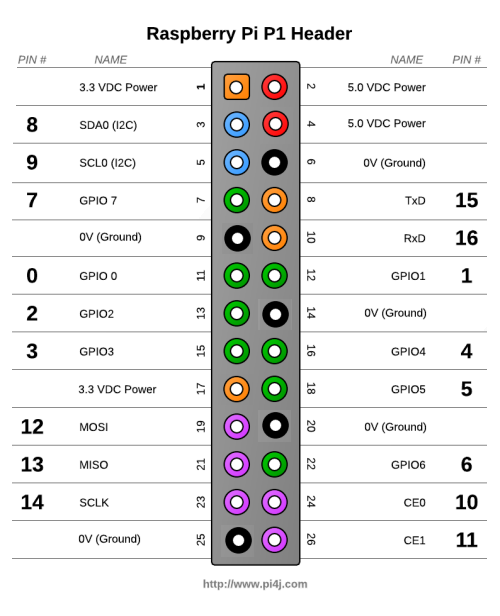 Raspberry Pi P1 Header
PIN # NAME NAME PIN #
3.3 VDC Power 1 2 5.0 VDC Power
8 SDA0 (I2C) 3 4 5.0 VDC Power
9 SCL0 (I2C) 5 6 0V (Ground)
7 GPIO 7 7 8 TxD 15
0V (Ground) 9 10 RxD 16
0 GPIO 0 11 12 GPIO1 1
2 GPIO2 13 14 0V (Ground)
3 GPIO3 15 16 GPIO4 4
3.3 VDC Power 17 18 GPIO5 5
12 MOSI 19 20 0V (Ground)
13 MISO 21 22 GPIO6 6
14 SCLK 23 24 CE0 10
0V (Ground) 25 26 CE1 11
http://www.pi4j.com